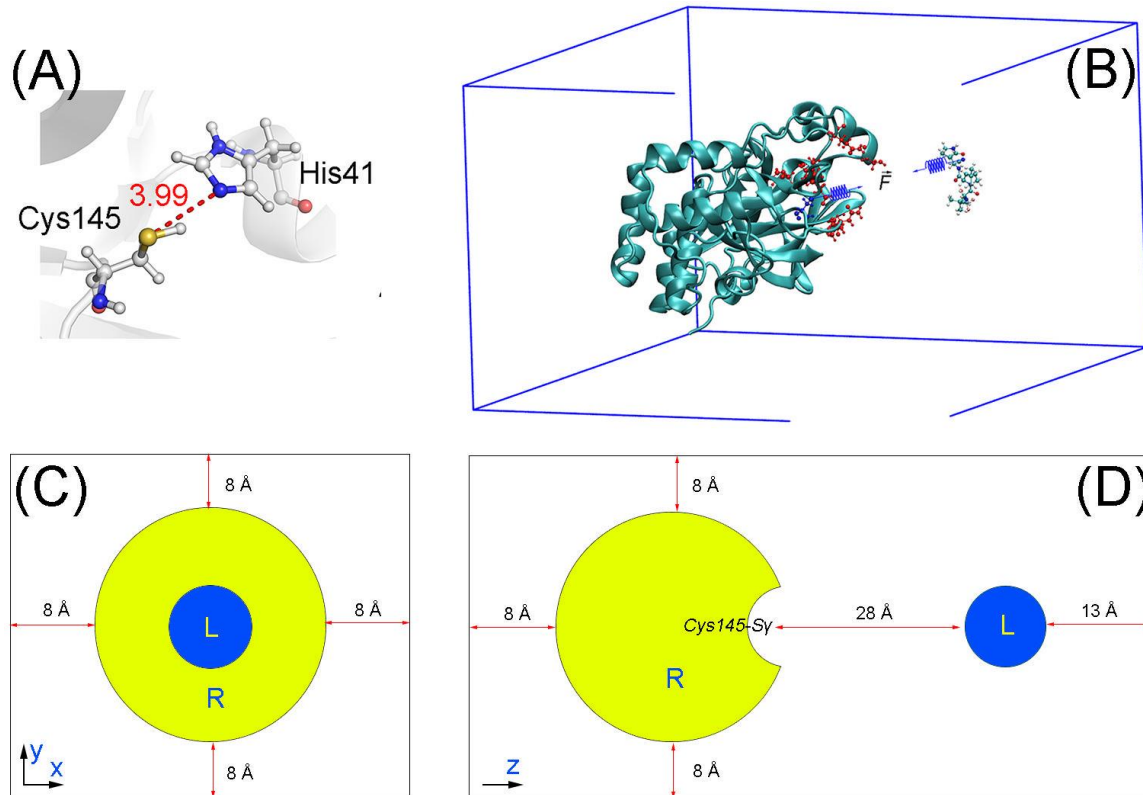 (A)
His41
3.99
Cys145
(B)
F
(C)
8 Å
8 Å
8 Å
L
R
y
x
8 Å
(D)
8 Å
8 Å
Cys145-Sγ
28 Å
L
13 Å
R
z
8 Å